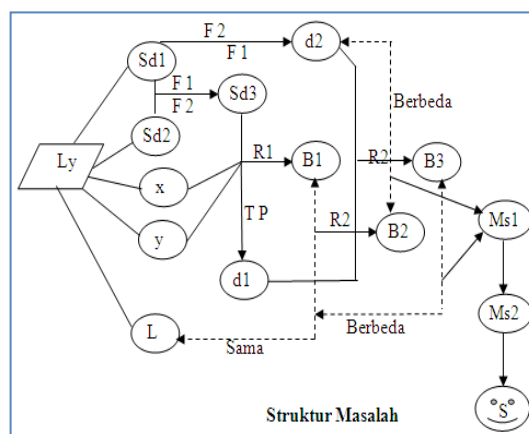 F 2
Sd1
d2
F 1
F 1
Sd3
Berbeda
F 2
Sd2
Ly
R1
B1
R2
B3
x
T P
R2
B2
Ms1
y
d1
L
Sama
Berbeda
Ms2
Struktur Masalah
S